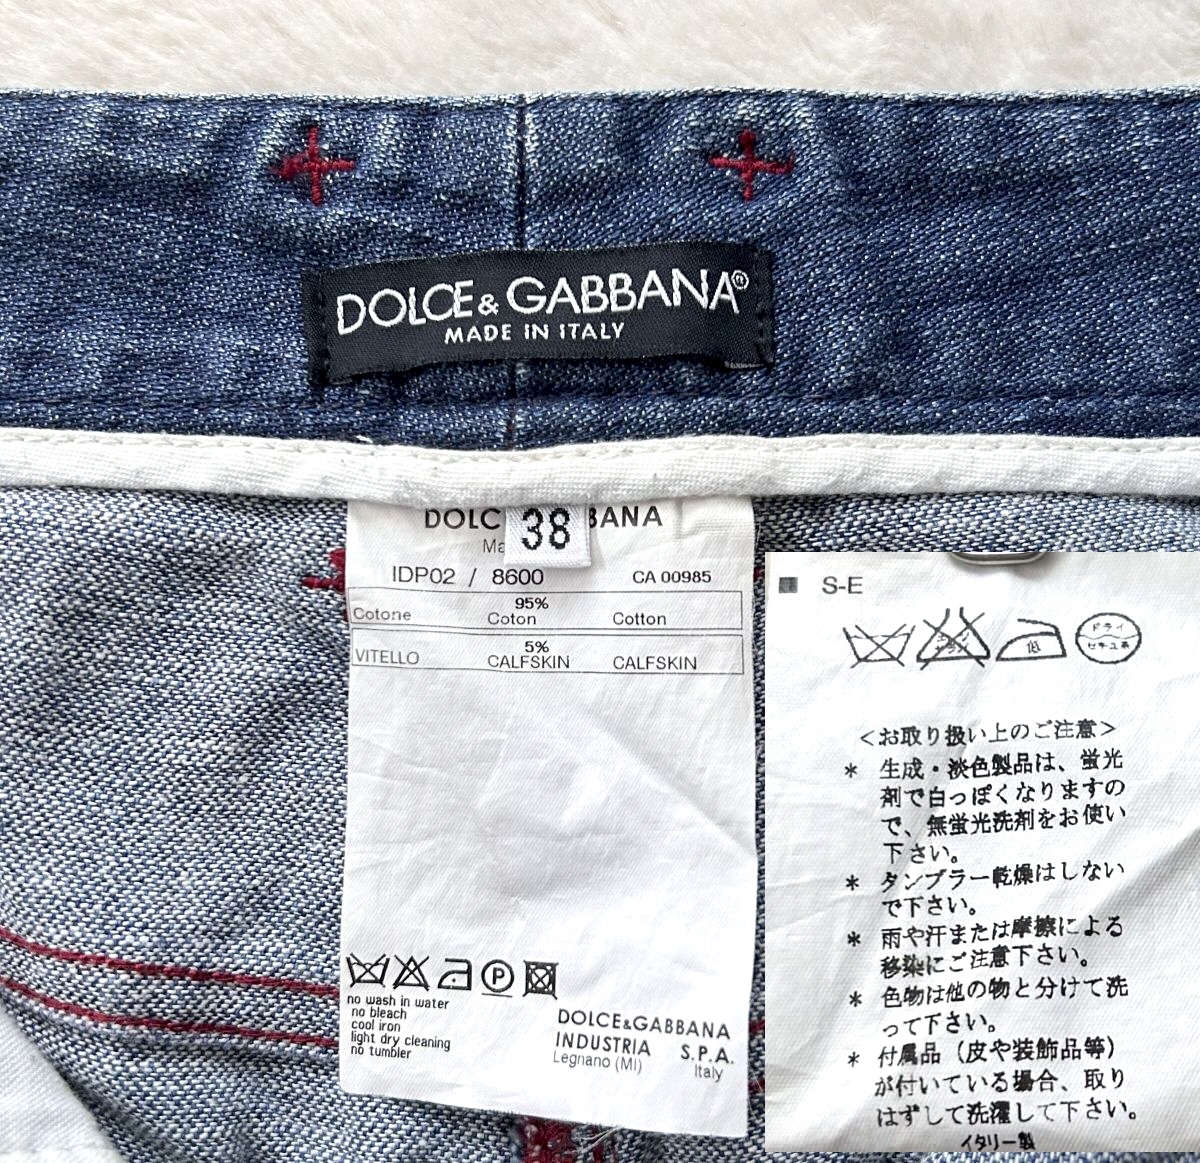 DOLCE & GABBANA®
MADE IN ITALY
DOLC
BANA
38
Ma
IDP02 / 8600 CA 00985
95%
Cotone Coton Cotton
5%
VITELLO CALFSKIN CALFSKIN
P
no wash in water
no bleach
cool iron
light dry cleaning
no tumbler
DOLCE&GABBANA
INDUSTRIA S.P.A.
Legnano (MI) Italy
S-E
エンソ
サラシ
低
ドライ
セキユ系
<お取り扱い上のご注意>
* 生成・淡色製品は、蛍光
剤で白っぽくなりますの
で、無蛍光洗剤をお使い
下さい。
* タンブラー乾燥はしない
で下さい。
* 雨や汗または摩擦による
移染にご注意下さい。
* 色物は他の物と分けて洗
って下さい。
* 付属品（皮や装飾品等）
が付いている場合、取り
はずして洗濯して下さい。
イタリー製